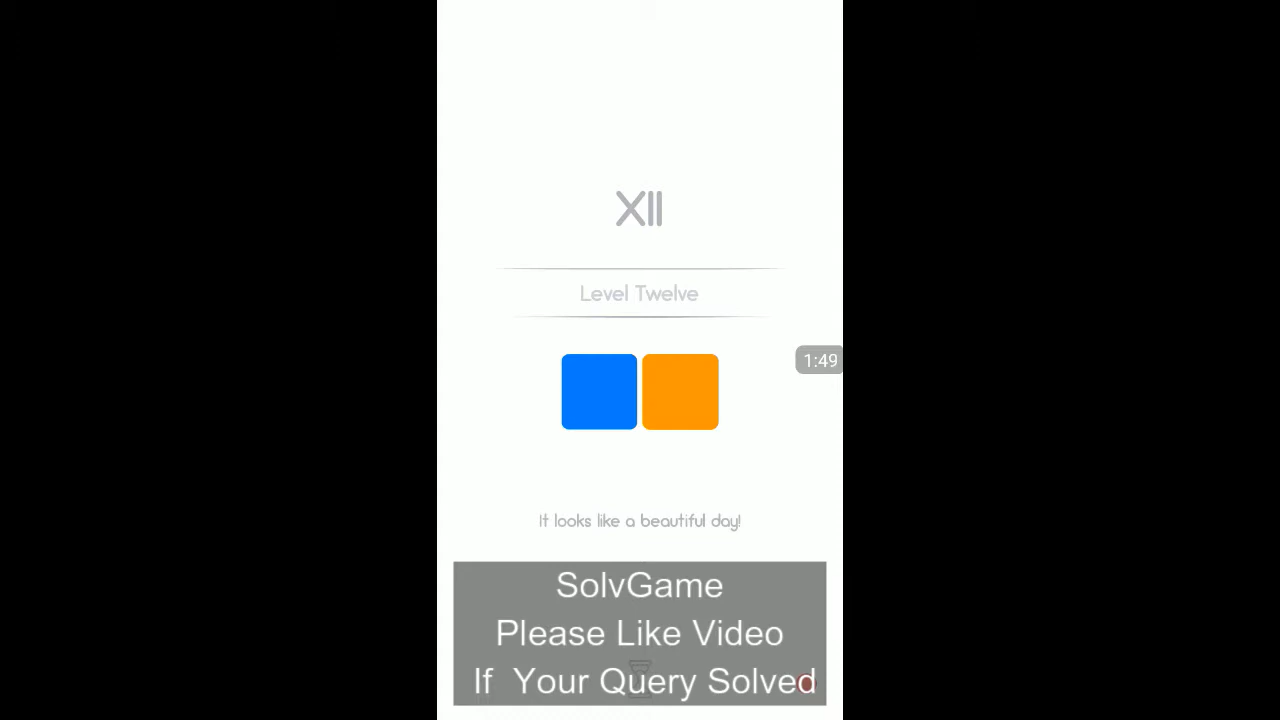 XII
Level Twelve
1:49
It looks like a beautiful day!
SolvGame
Please Like Video
If Your Query Solved